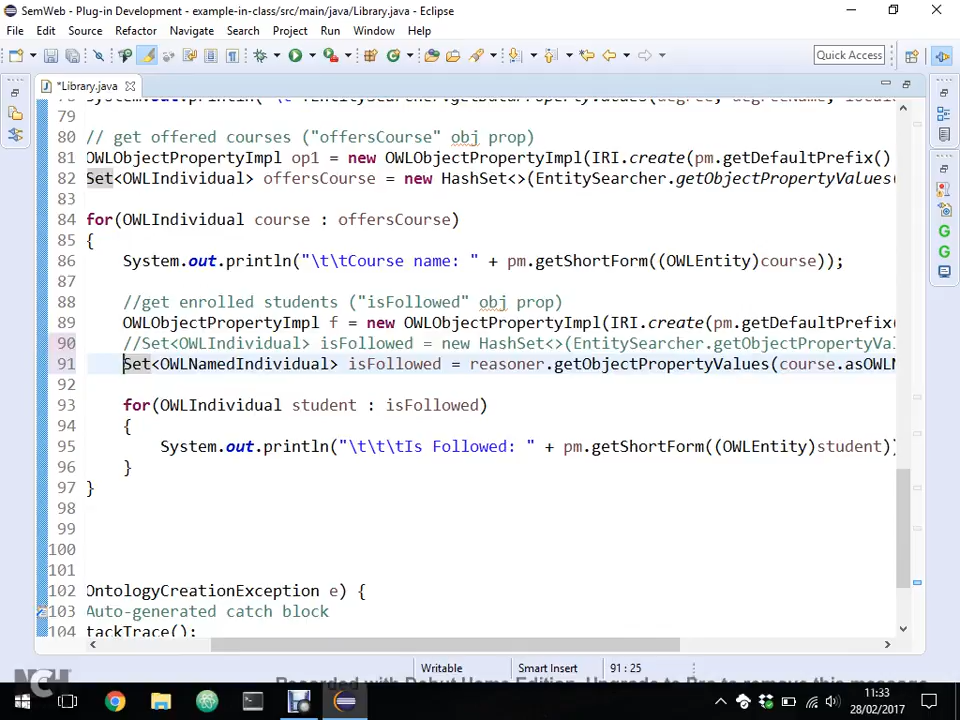 SemWeb - Plug-in Development - example-in-class/src/main/java/Library.java - Eclipse
File Edit Source Refactor Navigate Search Project Run Window Help
Quick Access
*Library.java
79
80 // get offered courses ("offersCourse" obj prop)
81 OWLObjectPropertyImpl op1 = new OWLObjectPropertyImpl(IRI.create(pm.getDefaultPrefix()
82 Set<OWLIndividual> offersCourse = new HashSet<>(EntitySearcher.getObjectPropertyValues(
83
84 for(OWLIndividual course : offersCourse)
85 {
86 System.out.println("\t\tCourse name: " + pm.getShortForm((OWLEntity)course));
87
88 //get enrolled students ("isFollowed" obj prop)
89 OWLObjectPropertyImpl f = new OWLObjectPropertyImpl(IRI.create(pm.getDefaultPrefix(
90 //Set<OWLIndividual> isFollowed = new HashSet<>(EntitySearcher.getObjectPropertyVal
91 Set<OWLNamedIndividual> isFollowed = reasoner.getObjectPropertyValues(course.asOWLN
92
93 for(OWLIndividual student : isFollowed)
94 {
95 System.out.println("\t\t\tIs Followed: " + pm.getShortForm((OWLEntity)student))
96 }
97 }
98
99
100
101
102 OntologyCreationException e) {
103 Auto-generated catch block
104 tackTrace();
Writable Smart Insert 91 : 25
NCH
11:33
28/02/2017